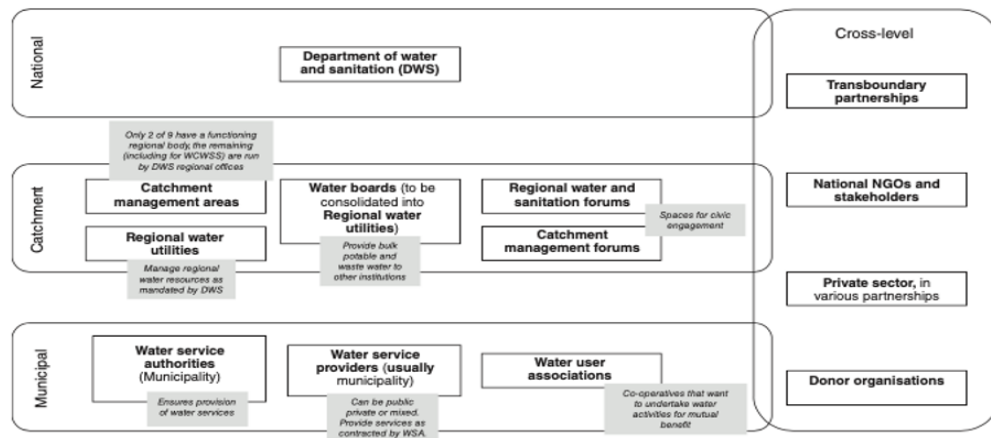 National
Department of water
and sanitation (DWS)
Only 2 of 9 have a functioning
regional body, the remaining
(including for WCWSS) are run
by DWS regional offices
Catchment
Catchment
management areas
Regional water
utilities
Manage regional
water resources as
mandated by DWS
Water boards (to be
consolidated into
Regional water
utilities)
Provide bulk
potable and
waste water to
other institutions
Regional water and
sanitation forums
Catchment
management forums
Spaces for civic
engagement
Municipal
Water service
authorities
(Municipality)
Ensures provision
of water services
Water service
providers (usually
municipality)
Can be public
private or mixed.
Provide services as
contracted by WSA.
Water user
associations
Co-operatives that want
to undertake water
activities for mutual
benefit
Cross-level
Transboundary
partnerships
National NGOs and
stakeholders
Private sector, in
various partnerships
Donor organisations